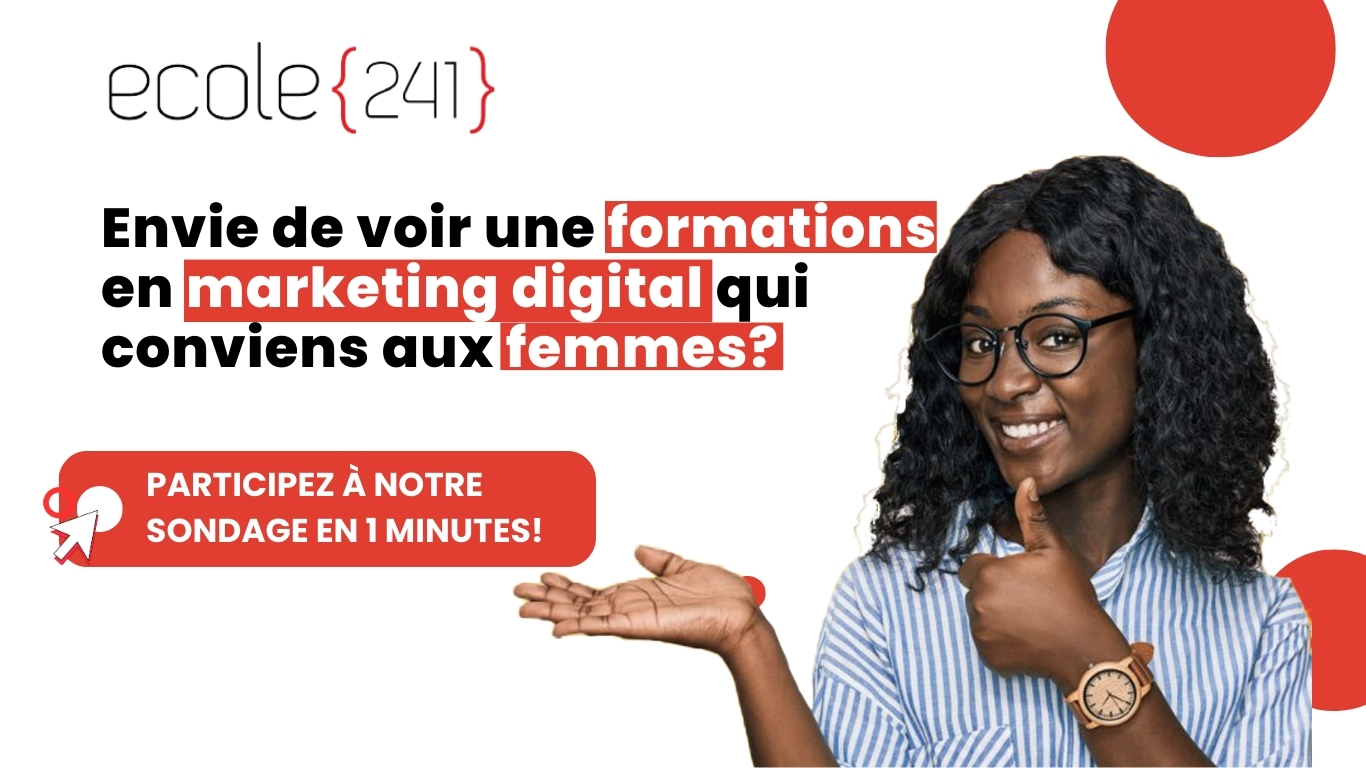 ecole{241}
Envie de voir une formations
en marketing digital qui
conviens aux femmes?
PARTICIPEZ À NOTRE
SONDAGE EN 1 MINUTES!